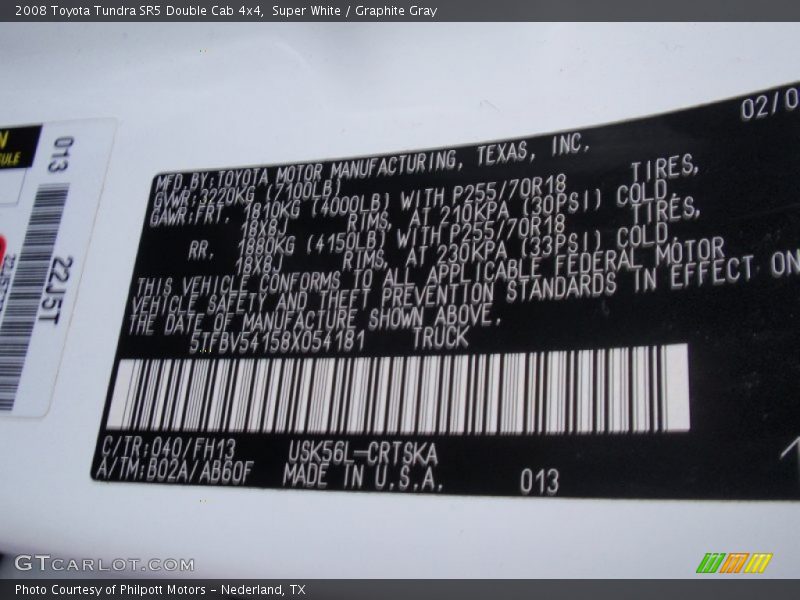 2008 Toyota Tundra SR5 Double Cab 4x4, Super White / Graphite Gray
02/0
013
22J5T
MFD.BY:TOYOTA MOTOR MANUFACTURING, TEXAS, INC.
GVWR:3220KG (7100LB)
GAWR:FRT. 1810KG (4000LB) WITH P255/70R18 TIRES,
18X8J RIMS, AT 210KPA (30PSI) COLD.
RR. 1880KG (4150LB) WITH P255/70R18 TIRES,
18X8J RIMS, AT 230KPA (33PSI) COLD.
THIS VEHICLE CONFORMS TO ALL APPLICABLE FEDERAL MOTOR
VEHICLE SAFETY AND THEFT PREVENTION STANDARDS IN EFFECT ON
THE DATE OF MANUFACTURE SHOWN ABOVE.
5TFBV54158X054181 TRUCK
C/TR:040/FH13 USK56L-CRTSKA
A/TM:B02A/AB60F MADE IN U.S.A. 013
GTCARLOT.COM
Photo Courtesy of Philpott Motors - Nederland, TX